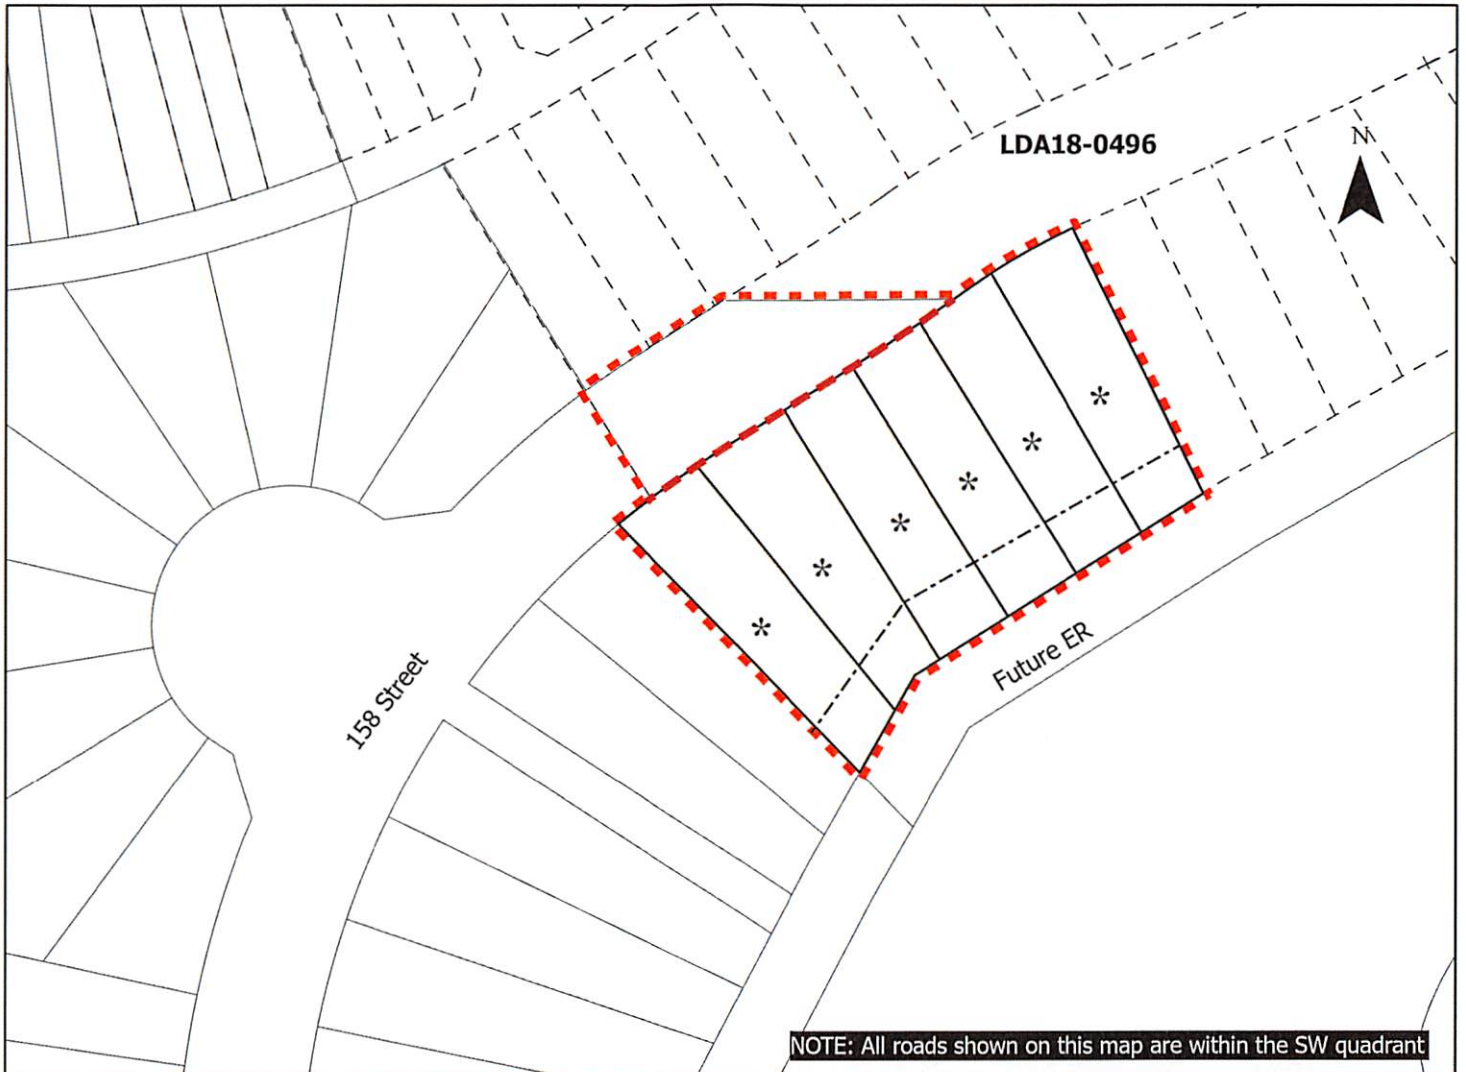 LDA18-0496
N
*
*
*
*
*
*
Future ER
158 Street
NOTE: All roads shown on this map are within the SW quadrant